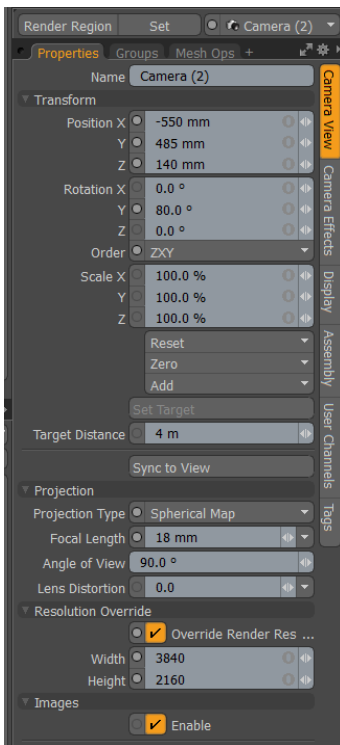 Render Region Set Camera (2)
Properties Groups Mesh Ops +
Name Camera (2)
Transform
Position X -550 mm
Y 485 mm
Z 140 mm
Rotation X 0.0 °
Y 80.0 °
Z 0.0 °
Order ZXY
Scale X 100.0 %
Y 100.0 %
Z 100.0 %
Reset
Zero
Add
Set Target
Target Distance 4 m
Sync to View
Projection
Projection Type Spherical Map
Focal Length 18 mm
Angle of View 90.0 °
Lens Distortion 0.0
Resolution Override
Override Render Res ...
Width 3840
Height 2160
Images
Enable
Camera View
Camera Effects
Display
Assembly
User Channels
Tags